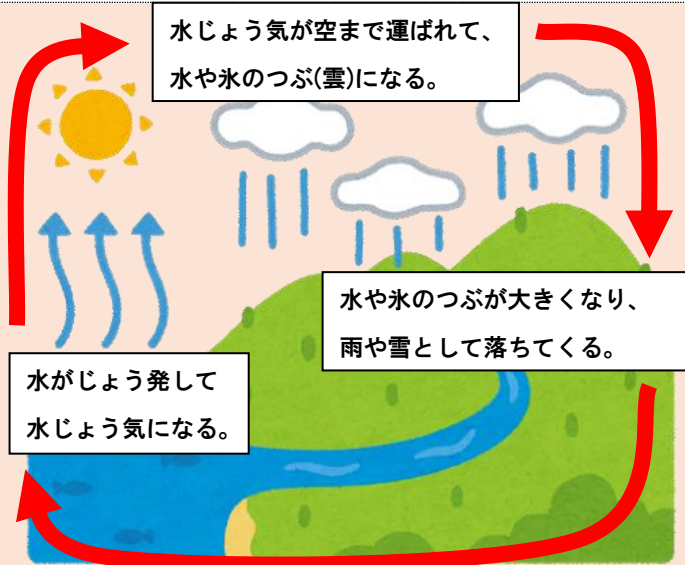 水じょう気が空まで運ばれて、
水や氷のつぶ(雲)になる。
水や氷のつぶが大きくなり、
雨や雪として落ちてくる。
水がじょう発して
水じょう気になる。